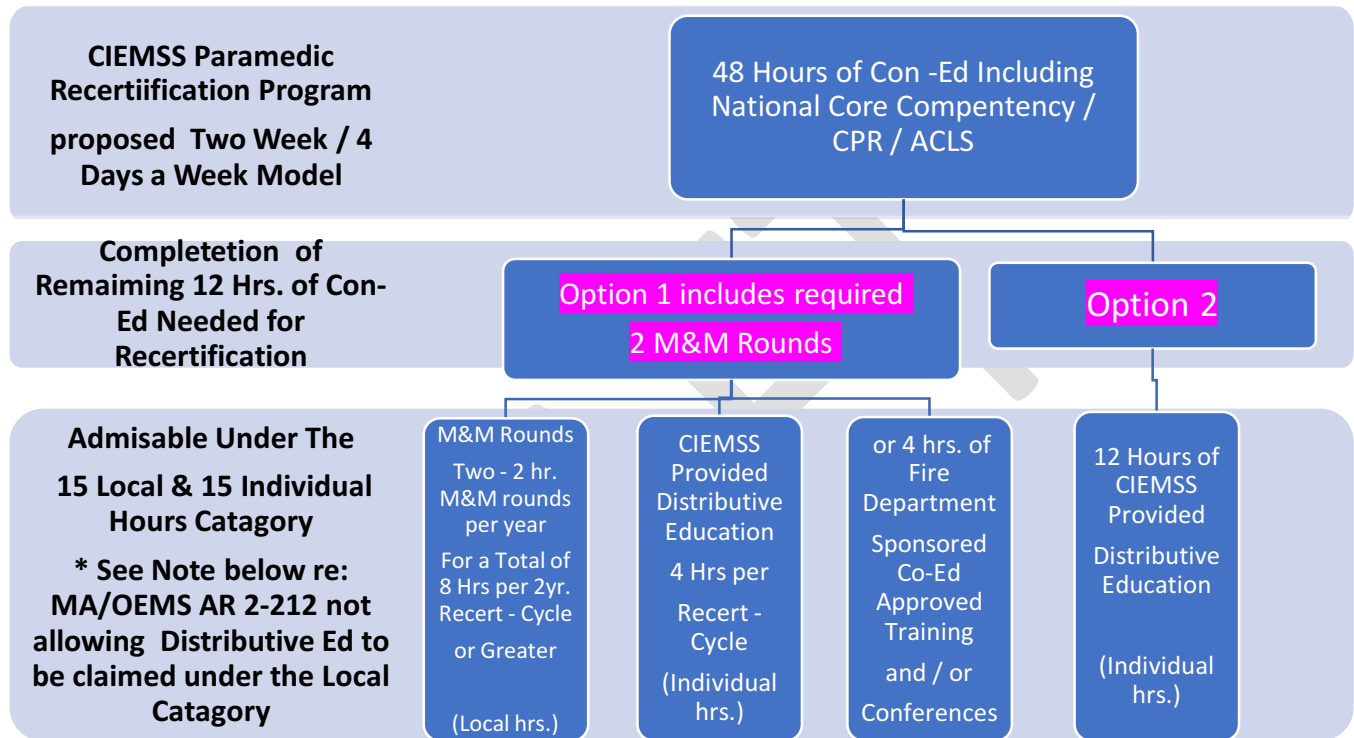 CIEMSS Paramedic
Recertiification Program
proposed Two Week / 4
Days a Week Model
48 Hours of Con -Ed Including
National Core Compentency /
CPR / ACLS
Completetion of
Remaiming 12 Hrs. of Con-
Ed Needed for
Recertification
Option 1 includes required
2 M&M Rounds
Option 2
Admisable Under The
15 Local & 15 Individual
Hours Catagory
* See Note below re:
MA/OEMS AR 2-212 not
allowing Distributive Ed to
be claimed under the Local
Catagory
M&M Rounds
Two - 2 hr.
M&M rounds
per year
For a Total of
8 Hrs per 2yr.
Recert - Cycle
or Greater
(Local hrs.)
CIEMSS
Provided
Distributive
Education
4 Hrs per
Recert -
Cycle
(Individual
hrs.)
or 4 hrs. of
Fire
Department
Sponsored
Co-Ed
Approved
Training
and / or
Conferences
12 Hours of
CIEMSS
Provided
Distributive
Education
(Individual
hrs.)